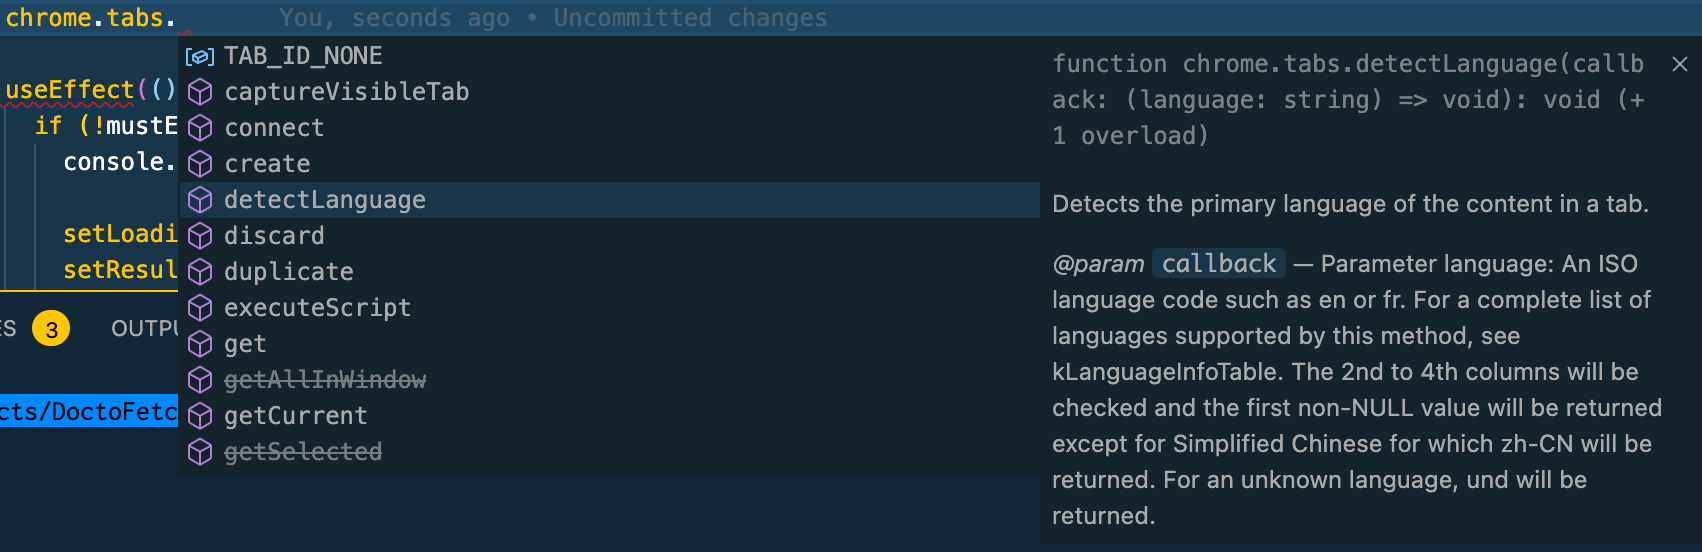 chrome.tabs. You, seconds ago • Uncommitted changes
useEffect(()
if (!mustE
console.
setLoadi
setResul
ES 3 OUTPU
cts/DoctoFetc
TAB_ID_NONE
captureVisibleTab
connect
create
detectLanguage
discard
duplicate
executeScript
get
getAllInWindow
getCurrent
getSelected
function chrome.tabs.detectLanguage(callb
ack: (language: string) => void): void (+
1 overload)
Detects the primary language of the content in a tab.
@param callback — Parameter language: An ISO
language code such as en or fr. For a complete list of
languages supported by this method, see
kLanguageInfoTable. The 2nd to 4th columns will be
checked and the first non-NULL value will be returned
except for Simplified Chinese for which zh-CN will be
returned. For an unknown language, und will be
returned.